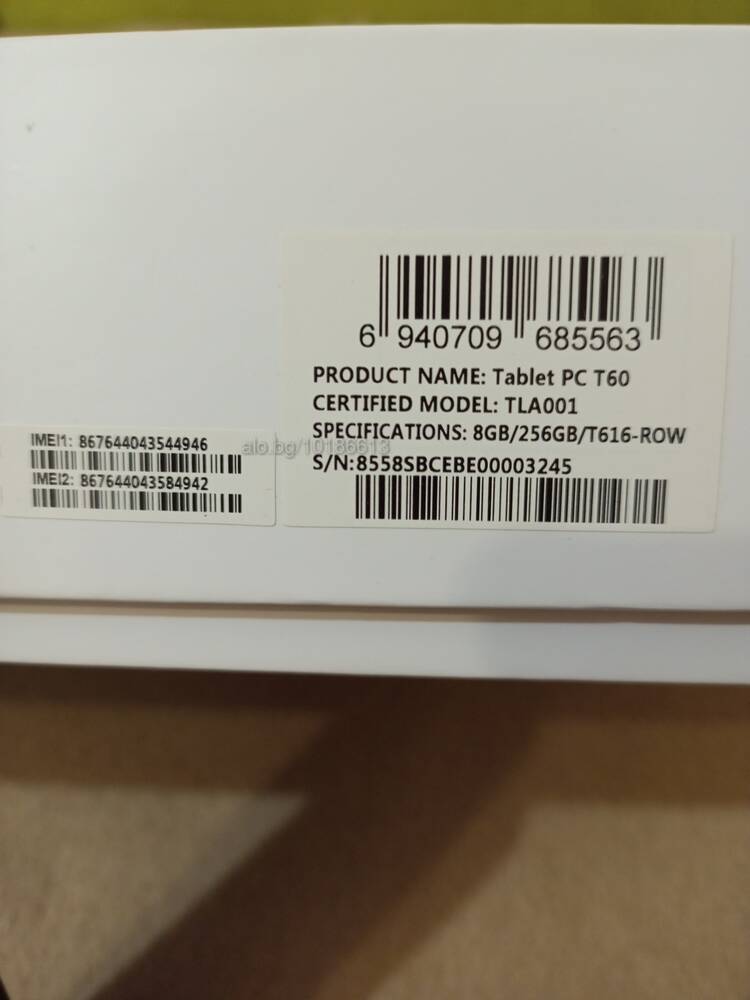 6 940709 685563
PRODUCT NAME: Tablet PC T60
CERTIFIED MODEL: TLA001
SPECIFICATIONS: 8GB/256GB/T616-ROW
S/N:8558SBCEBE00003245
IMEI1: 867644043544946
IMEI2: 867644043584942
alo.bg/10186613